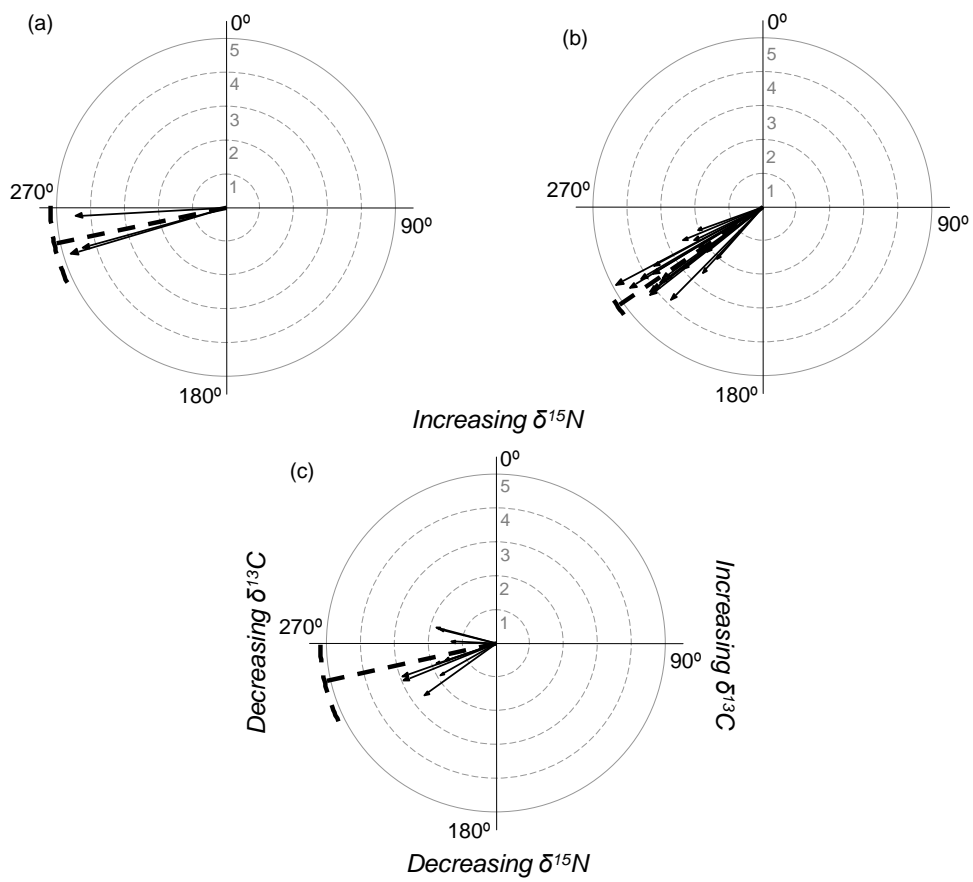 (a)
0º
5
4
3
2
1
270º
90º
180º
(b)
0º
5
4
3
2
1
270º
90º
180º
Increasing δ¹⁵N
(c)
0º
5
4
3
2
1
270º
90º
180º
Decreasing δ¹³C
Increasing δ¹³C
Decreasing δ¹⁵N